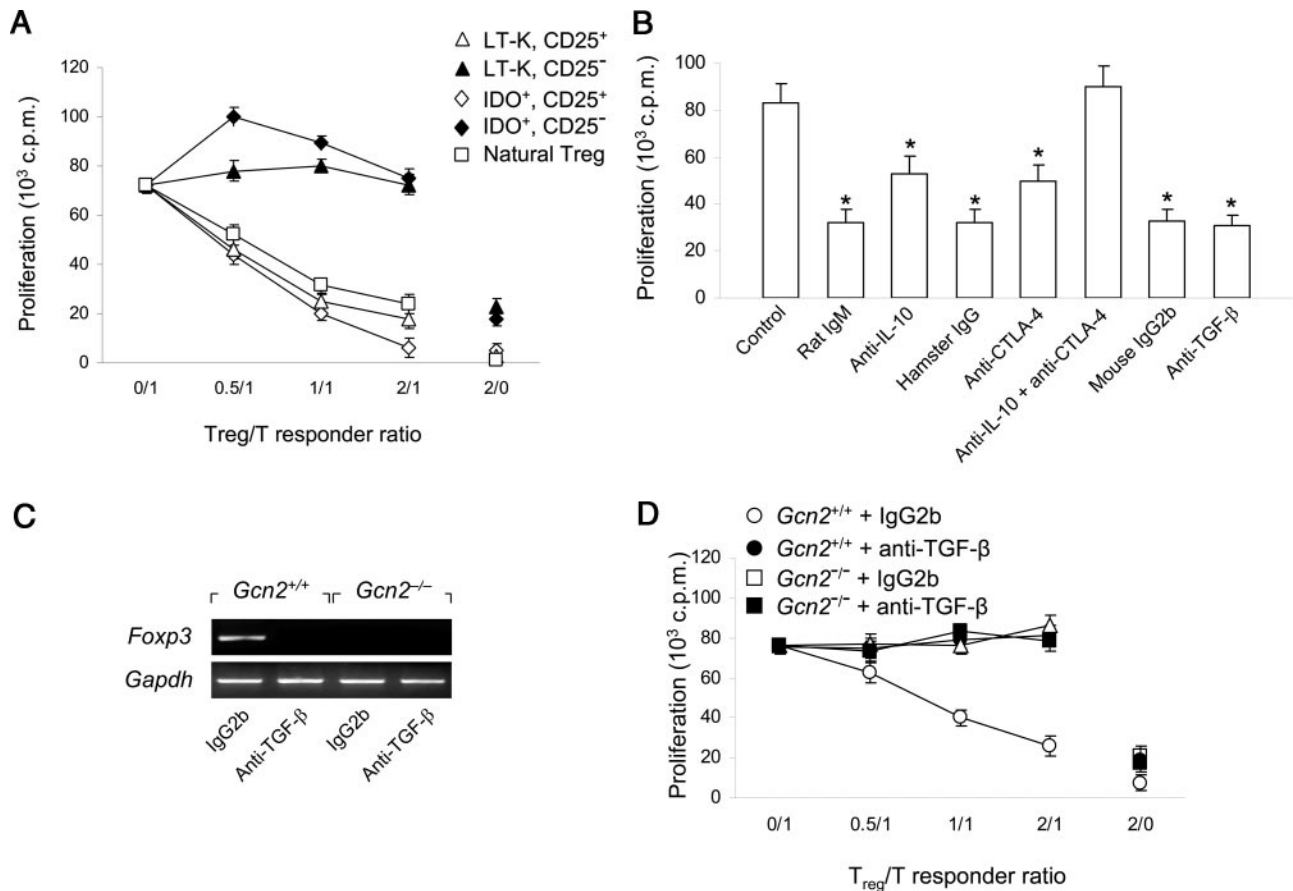 A
LT-K, CD25⁺
LT-K, CD25⁻
IDO⁺, CD25⁺
IDO⁺, CD25⁻
Natural Treg
Proliferation (10³ c.p.m.)
120
100
80
60
40
20
0
0/1 0.5/1 1/1 2/1 2/0
Treg/T responder ratio
B
Proliferation (10³ c.p.m.)
100
80
60
40
20
0
* * * * * *
Control
Rat IgM
Anti-IL-10
Hamster IgG
Anti-CTLA-4
Anti-IL-10 + anti-CTLA-4
Mouse IgG2b
Anti-TGF-β
C
Gcn2⁺/⁺ Gcn2⁻/⁻
Foxp3
Gapdh
IgG2b
Anti-TGF-β
IgG2b
Anti-TGF-β
D
Gcn2⁺/⁺ + IgG2b
Gcn2⁺/⁺ + anti-TGF-β
Gcn2⁻/⁻ + IgG2b
Gcn2⁻/⁻ + anti-TGF-β
Proliferation (10³ c.p.m.)
120
100
80
60
40
20
0
0/1 0.5/1 1/1 2/1 2/0
Treg/T responder ratio